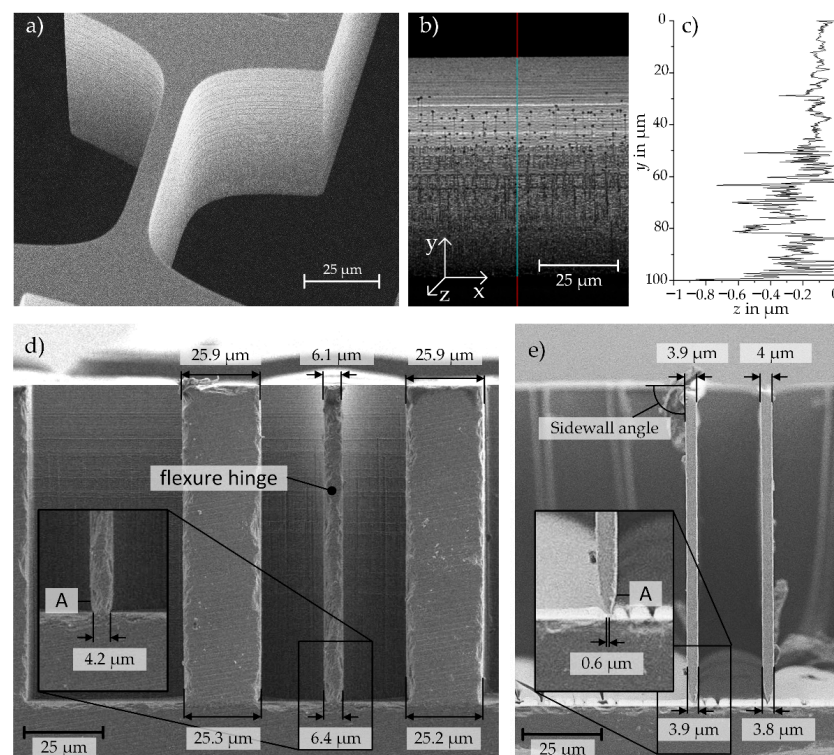 a)
25 µm
b)
y
z
x
25 µm
c)
0
20
40
60
80
100
y in µm
−1
−0.8
−0.6
−0.4
−0.2
0
z in µm
d)
25.9 µm
6.1 µm
25.9 µm
flexure hinge
A
4.2 µm
25 µm
25.3 µm
6.4 µm
25.2 µm
e)
3.9 µm
4 µm
Sidewall angle
A
0.6 µm
25 µm
3.9 µm
3.8 µm